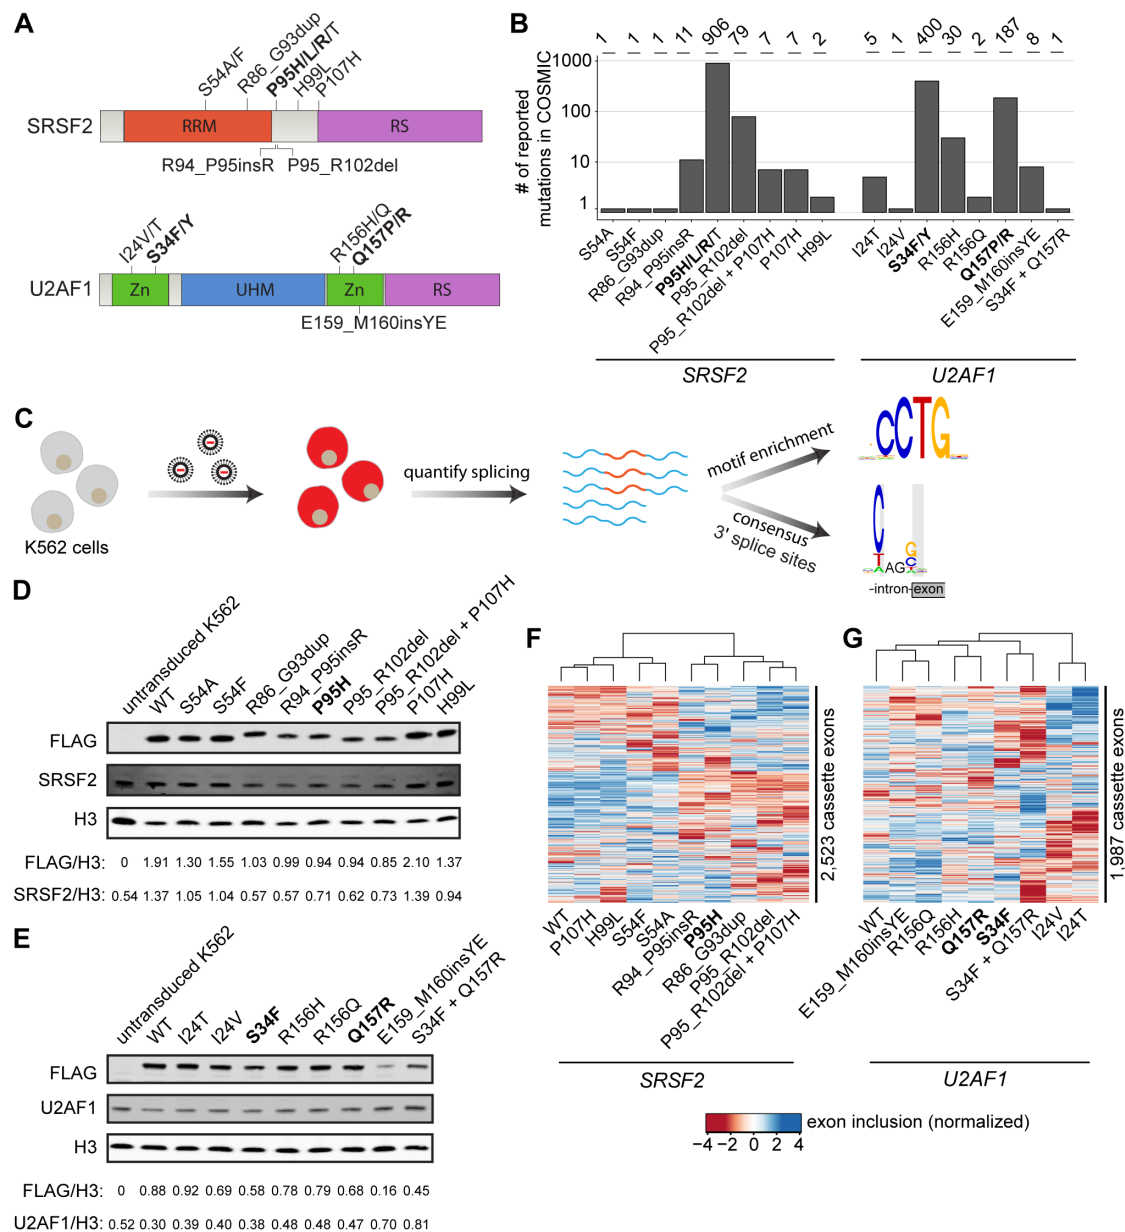 A
S54A/F
R86_G93dup
P95H/L/R/T
H99L
P107H
SRSF2
RRM
RS
R94_P95insR
P95_R102del
I24V/T
S34F/Y
R156H/Q
Q157P/R
U2AF1
Zn
UHM
Zn
RS
E159_M160insYE
B
1 1 1 11 906 79 7 7 2
5 1 400 30 2 187 8 1
# of reported
mutations in COSMIC
1000
100
10
1
S54A
S54F
R86_G93dup
R94_P95insR
P95H/L/R/T
P95_R102del
P95_R102del + P107H
P107H
H99L
I24T
I24V
S34F/Y
R156H
R156Q
Q157P/R
E159_M160insYE
S34F + Q157R
SRSF2
U2AF1
C
K562 cells
quantify splicing
motif enrichment
consensus
3' splice sites
CCTG
C
T
A
AG
G
C
T
-intron-exon
D
untransduced K562
WT
S54A
S54F
R86_G93dup
R94_P95insR
P95H
P95_R102del
P95_R102del + P107H
P107H
H99L
FLAG
SRSF2
H3
FLAG/H3: 0 1.91 1.30 1.55 1.03 0.99 0.94 0.94 0.85 2.10 1.37
SRSF2/H3: 0.54 1.37 1.05 1.04 0.57 0.57 0.71 0.62 0.73 1.39 0.94
E
untransduced K562
WT
I24T
I24V
S34F
R156H
R156Q
Q157R
E159_M160insYE
S34F + Q157R
FLAG
U2AF1
H3
FLAG/H3: 0 0.88 0.92 0.69 0.58 0.78 0.79 0.68 0.16 0.45
U2AF1/H3: 0.52 0.30 0.39 0.40 0.38 0.48 0.48 0.47 0.70 0.81
F
2,523 cassette exons
WT
P107H
H99L
S54F
S54A
R94_P95insR
P95H
R86_G93dup
P95_R102del
P95_R102del + P107H
SRSF2
G
1,987 cassette exons
WT
E159_M160insYE
R156Q
R156H
Q157R
S34F
S34F + Q157R
I24V
I24T
U2AF1
exon inclusion (normalized)
−4 −2 0 2 4